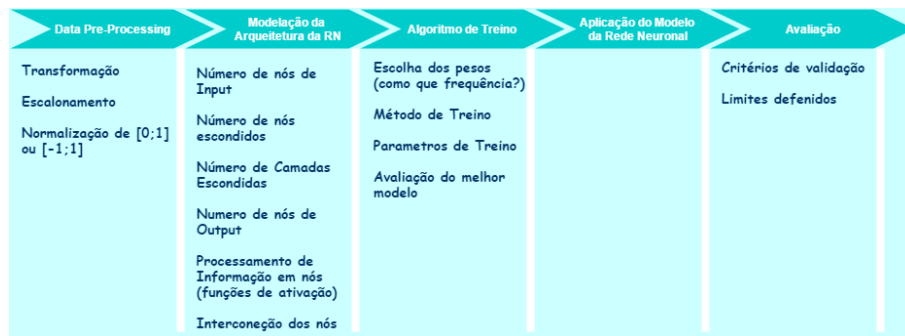 Data Pre-Processing
Modelação da
Arqueitetura da RN
Algoritmo de Treino
Aplicação do Modelo
da Rede Neuronal
Avaliação
Transformação
Escalonamento
Normalização de [0;1]
ou [-1;1]
Número de nós de
Input
Número de nós
escondidos
Número de Camadas
Escondidas
Numero de nós de
Output
Processamento de
Informação em nós
(funções de ativação)
Interconeção dos nós
Escolha dos pesos
(como que frequência?)
Método de Treino
Parametros de Treino
Avaliação do melhor
modelo
Critérios de validação
Limites defenidos